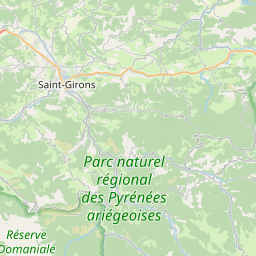 Saint-Girons
Parc naturel
régional
des Pyrénées
ariégeoises
Réserve
Domaniale